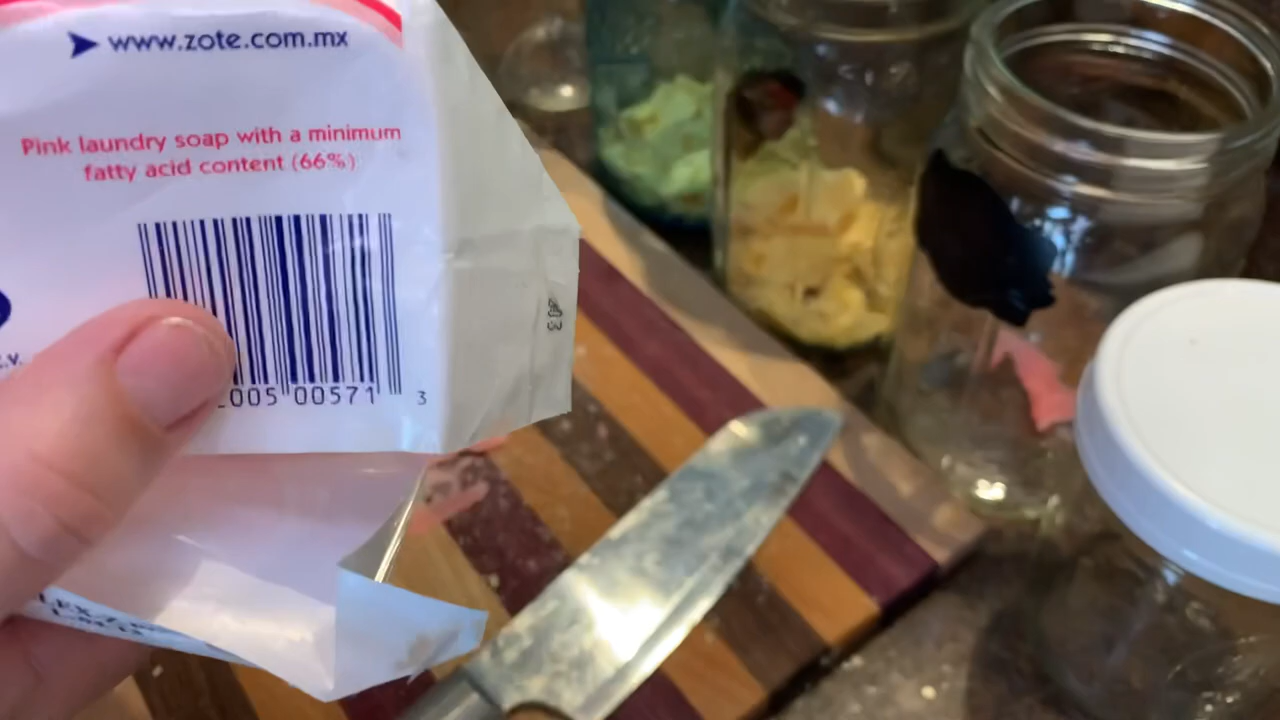 www.zote.com.mx
Pink laundry soap with a minimum
fatty acid content (66%)
005 00571 3